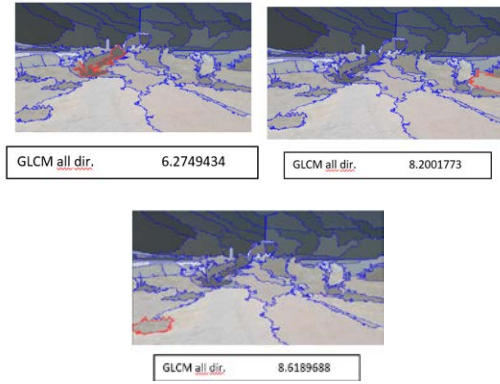 GLCM all dir. 6.2749434
GLCM all dir. 8.2001773
GLCM all dir. 8.6189688